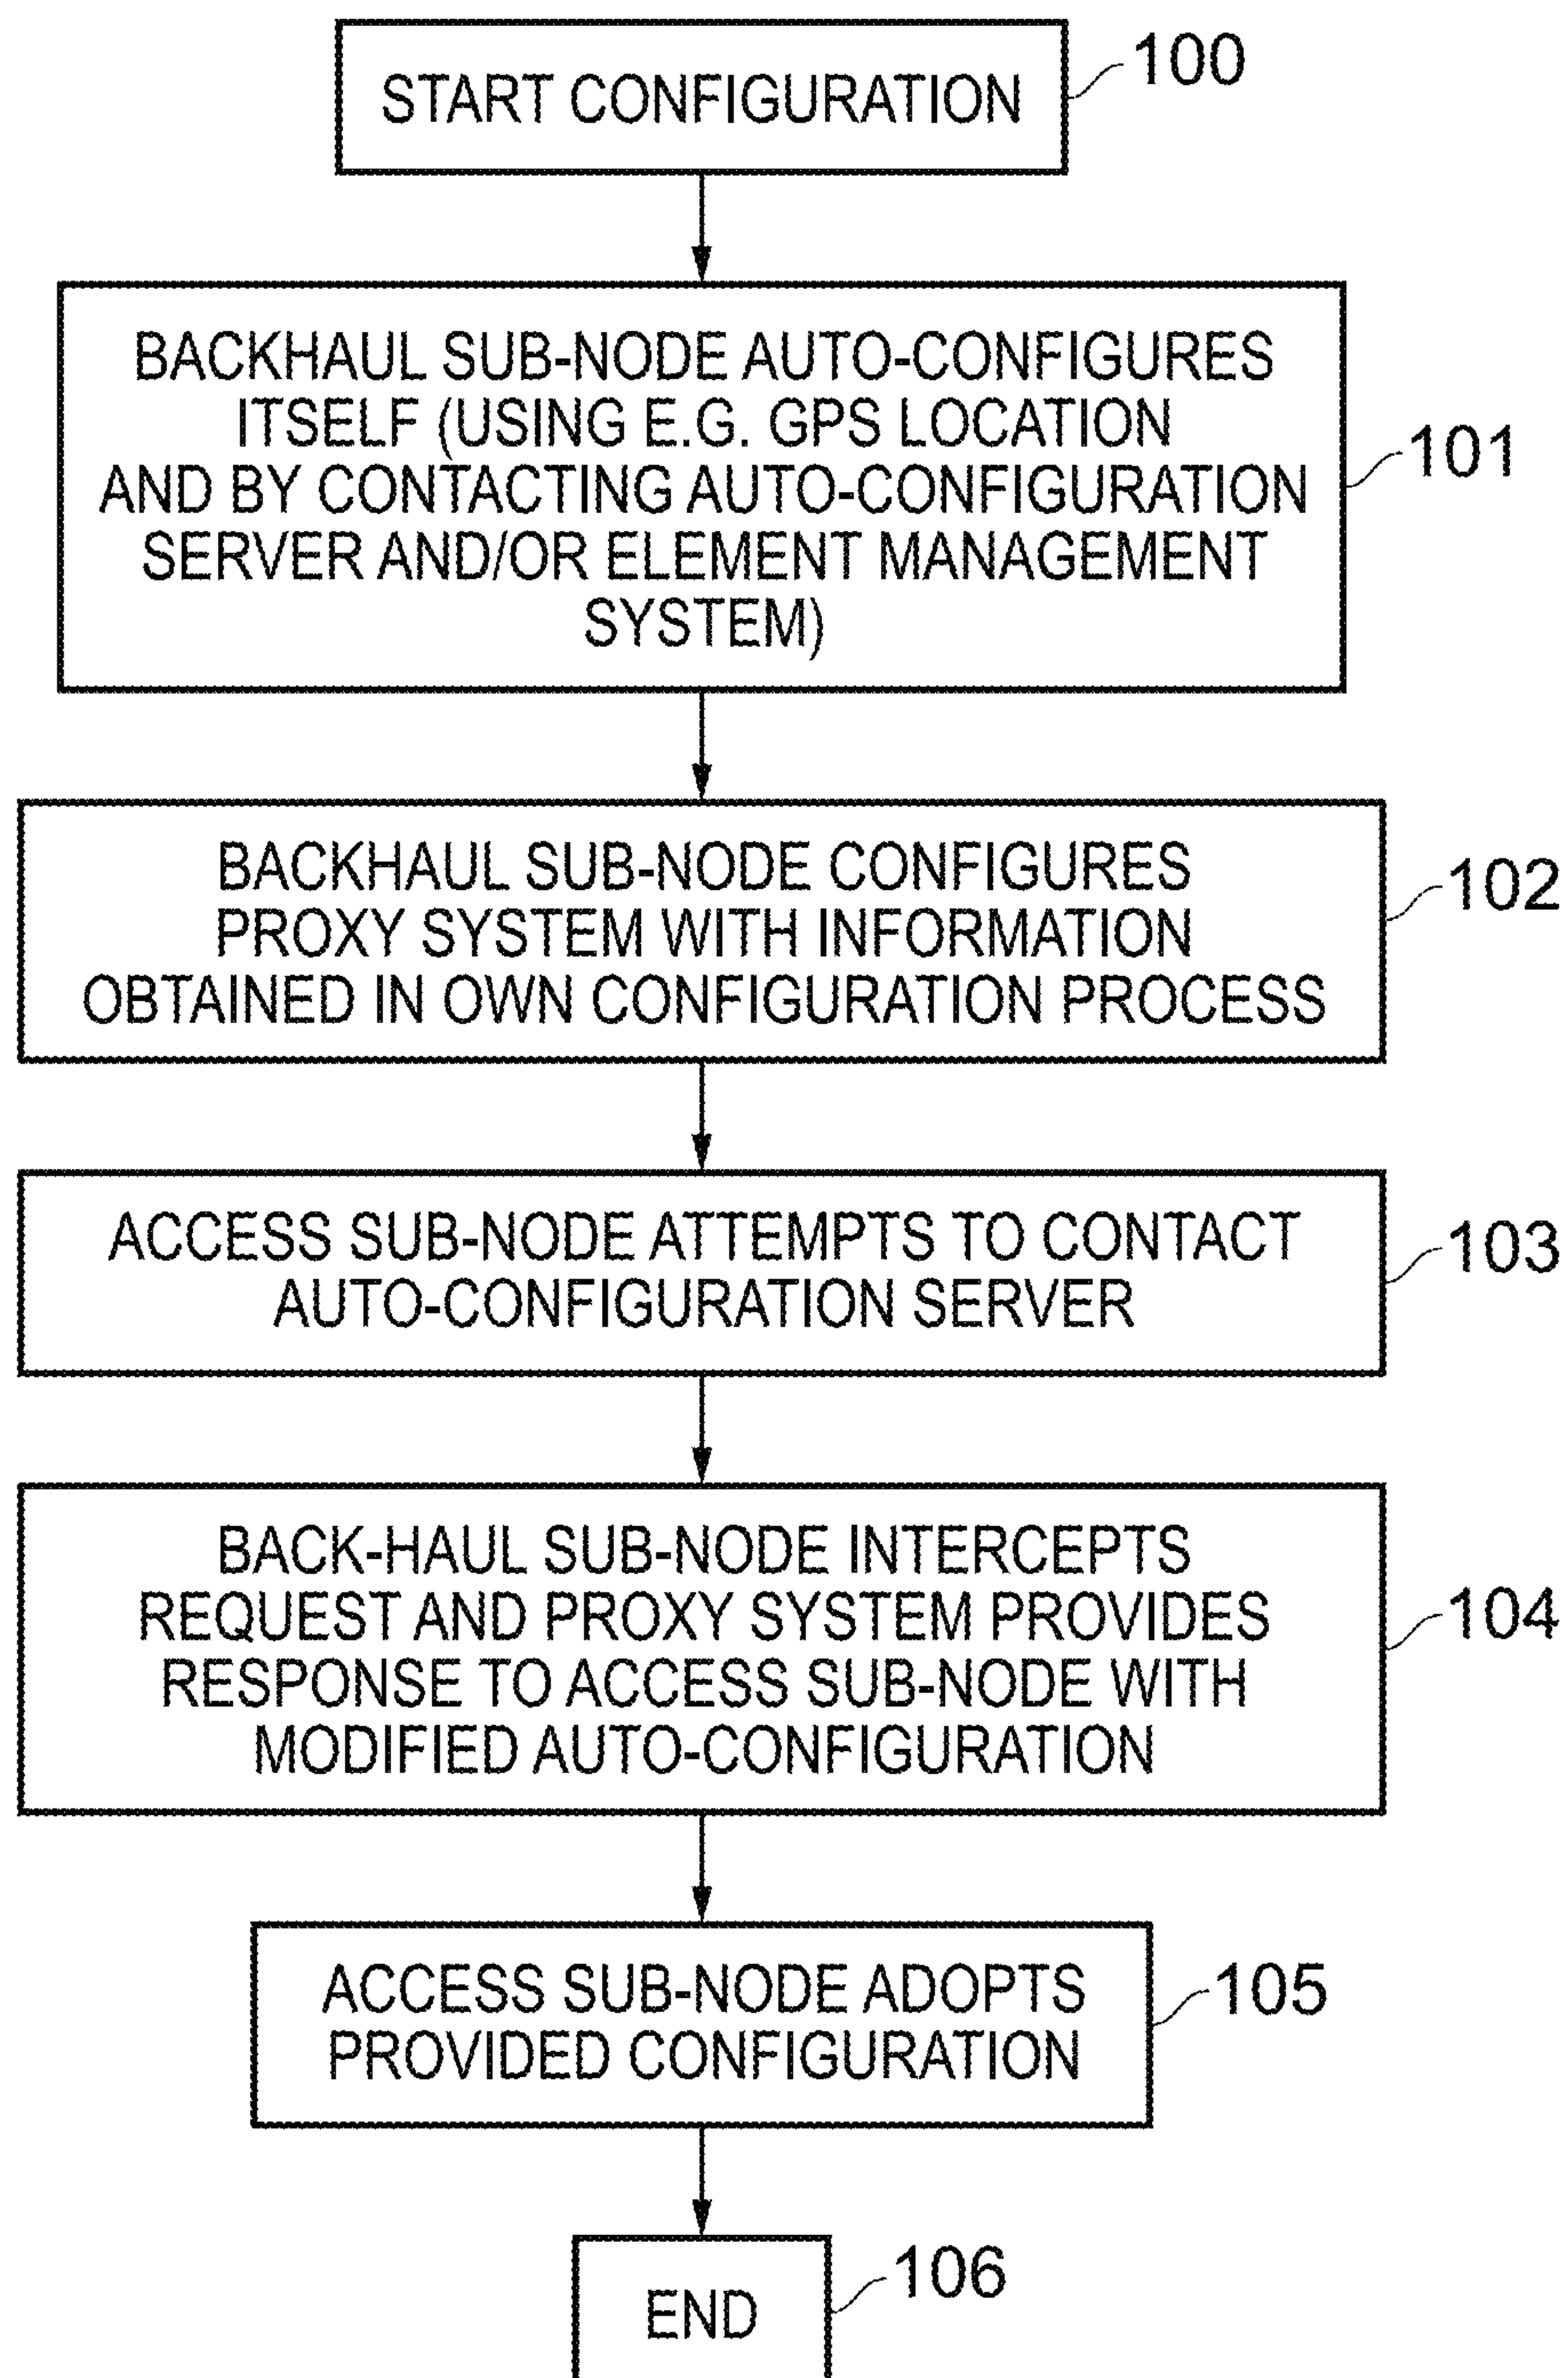 START CONFIGURATION
100
BACKHAUL SUB-NODE AUTO-CONFIGURES
ITSELF (USING E.G. GPS LOCATION
AND BY CONTACTING AUTO-CONFIGURATION
SERVER AND/OR ELEMENT MANAGEMENT
SYSTEM)
101
BACKHAUL SUB-NODE CONFIGURES
PROXY SYSTEM WITH INFORMATION
OBTAINED IN OWN CONFIGURATION PROCESS
102
ACCESS SUB-NODE ATTEMPTS TO CONTACT
AUTO-CONFIGURATION SERVER
103
BACK-HAUL SUB-NODE INTERCEPTS
REQUEST AND PROXY SYSTEM PROVIDES
RESPONSE TO ACCESS SUB-NODE WITH
MODIFIED AUTO-CONFIGURATION
104
ACCESS SUB-NODE ADOPTS
PROVIDED CONFIGURATION
105
END
106